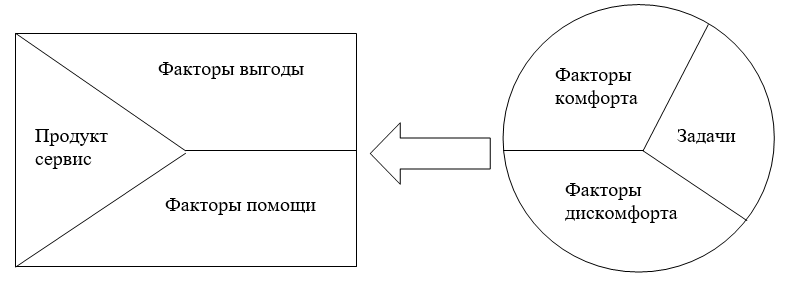 Факторы выгоды
Продукт
сервис
Факторы помощи
Факторы
комфорта
Задачи
Факторы
дискомфорта